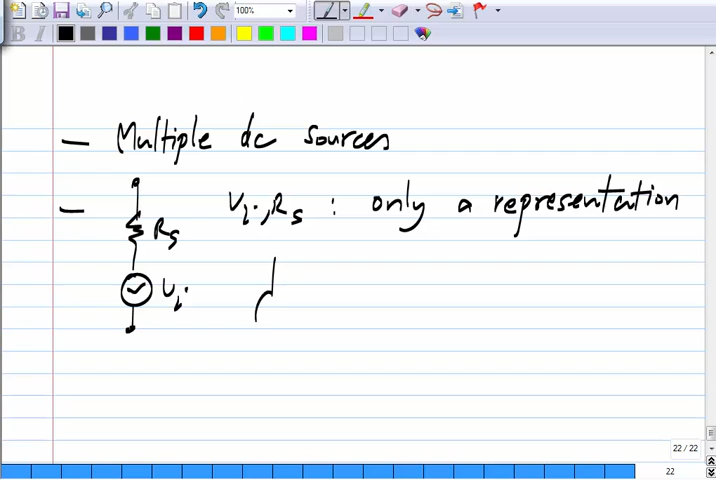 100%
B I
— Multiple dc sources
— Vi, Rs : only a representation
Rs
Vi
22 / 22
22